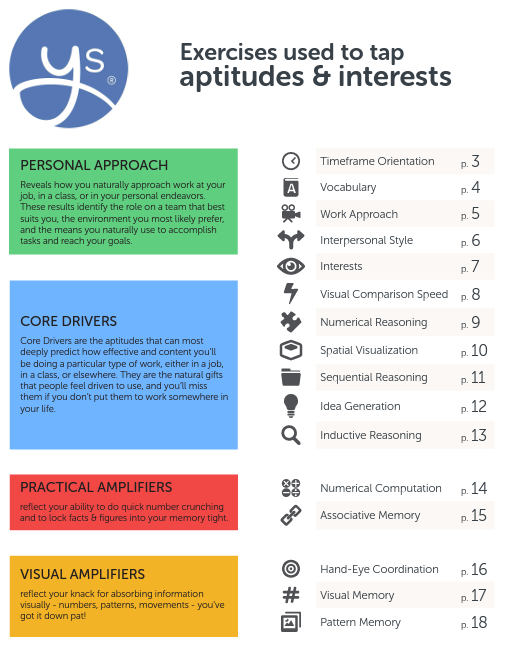 ys®
Exercises used to tap
aptitudes & interests
PERSONAL APPROACH
Reveals how you naturally approach work at your
job, in a class, or in your personal endeavors.
These results identify the role on a team that best
suits you, the environment you most likely prefer,
and the means you naturally use to accomplish
tasks and reach your goals.
Timeframe Orientation p. 3
A Vocabulary p. 4
Work Approach p. 5
Interpersonal Style p. 6
Interests p. 7
CORE DRIVERS
Core Drivers are the aptitudes that can most
deeply predict how effective and content you'll
be doing a particular type of work, either in a job,
in a class, or elsewhere. They are the natural gifts
that people feel driven to use, and you'll miss
them if you don't put them to work somewhere in
your life.
Visual Comparison Speed p. 8
Numerical Reasoning p. 9
Spatial Visualization p. 10
Sequential Reasoning p. 11
Idea Generation p. 12
Inductive Reasoning p. 13
PRACTICAL AMPLIFIERS
reflect your ability to do quick number crunching
and to lock facts & figures into your memory tight.
Numerical Computation p. 14
Associative Memory p. 15
VISUAL AMPLIFIERS
reflect your knack for absorbing information
visually - numbers, patterns, movements - you've
got it down pat!
Hand-Eye Coordination p. 16
# Visual Memory p. 17
Pattern Memory p. 18